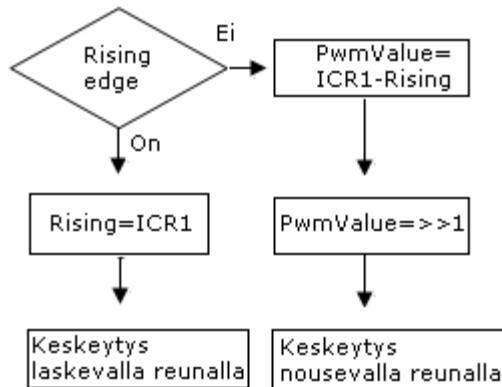 Rising
edge
Ei
PwmValue=
ICR1-Rising
On
Rising=ICR1
PwmValue=>>1
Keskeytys
laskevalla reunalla
Keskeytys
nousevalla reunalla